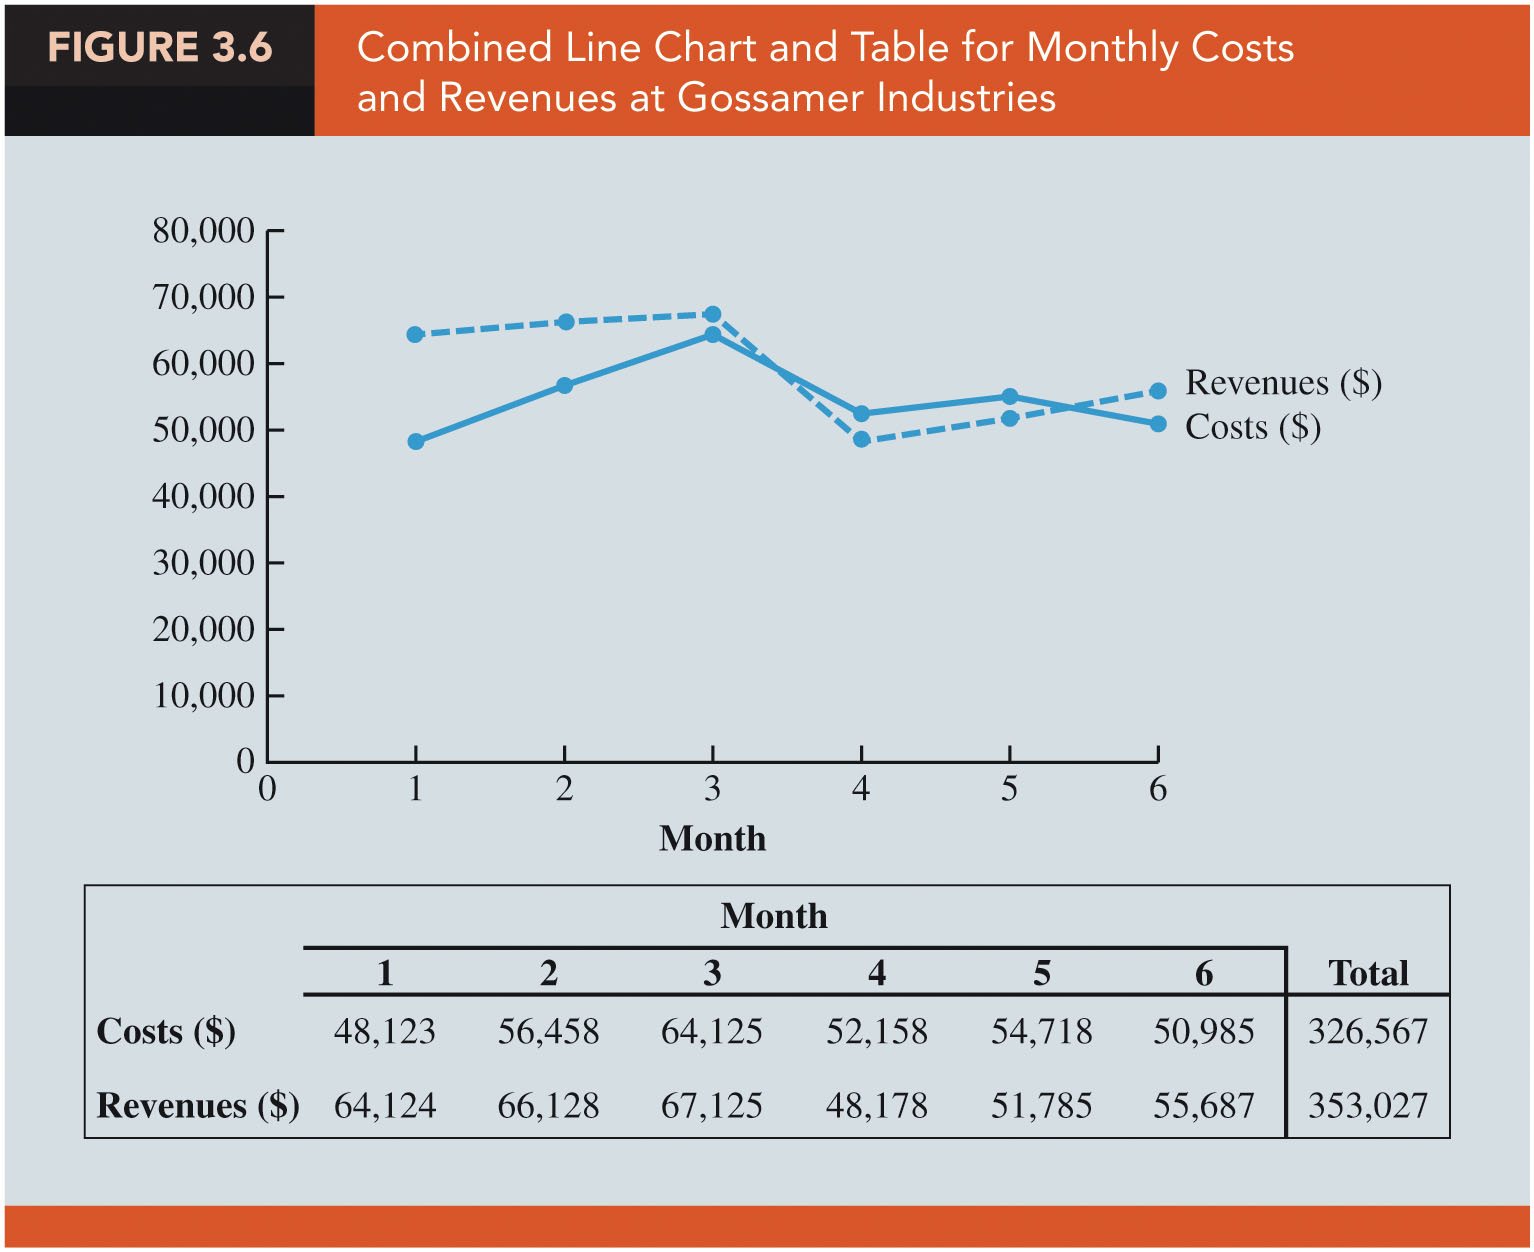 FIGURE 3.6
Combined Line Chart and Table for Monthly Costs
and Revenues at Gossamer Industries
80,000
70,000
60,000
50,000
40,000
30,000
20,000
10,000
0
Revenues ($)
Costs ($)
0 1 2 3 4 5 6
Month
Month
1 2 3 4 5 6 Total
Costs ($) 48,123 56,458 64,125 52,158 54,718 50,985 326,567
Revenues ($) 64,124 66,128 67,125 48,178 51,785 55,687 353,027